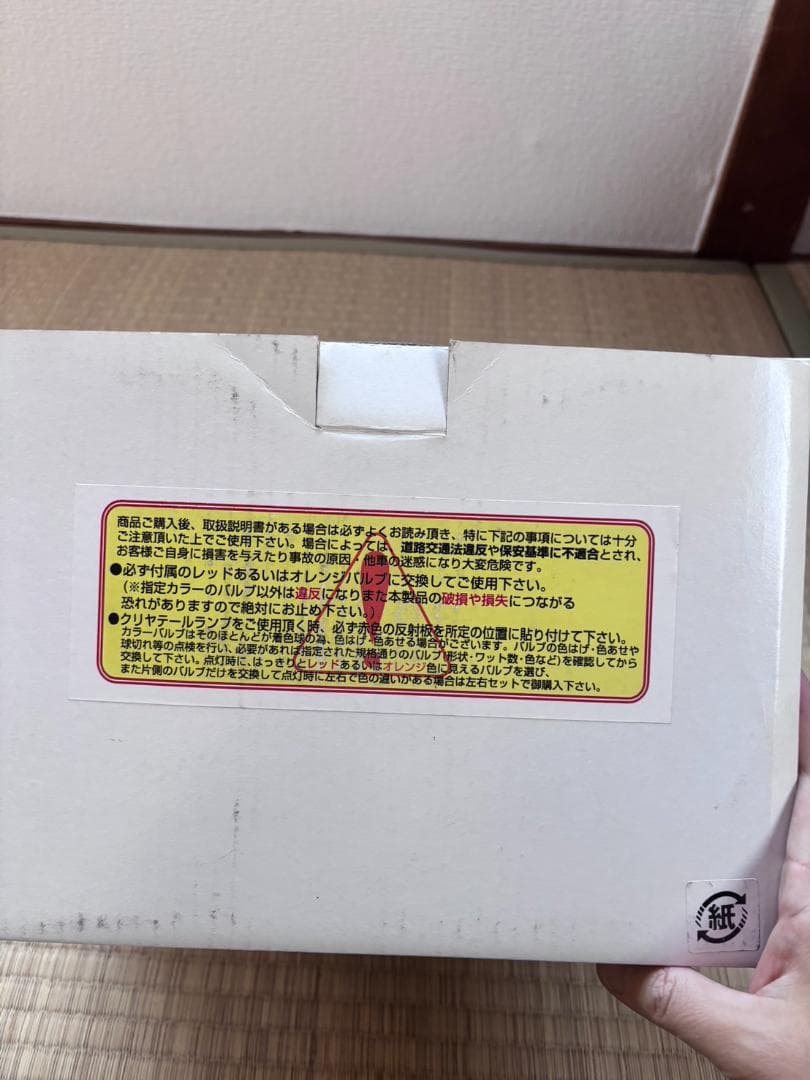 商品ご購入後、取扱説明書がある場合は必ずよくお読み頂き、特に下記の事項については十分
ご注意頂いた上でご使用下さい。場合によっては、道路交通法違反や保安基準に不適合とされ、
お客様ご自身に損害を与えたり事故の原因・他車の迷惑になり大変危険です。
●必ず付属のレッドあるいはオレンジバルブに交換してご使用下さい。
(※指定カラーのバルブ以外は違反になりまた本製品の破損や損失につながる
恐れがありますので絶対にお止め下さい。)
●クリヤテールランプをご使用頂く時、必ず赤色の反射板を所定の位置に貼り付けて下さい。
カラーバルブはそのほとんどが着色球の為、色はげ・色あせる場合がございます。バルブの色はげ・色あせや
球切れ等の点検を行い、必要があれば指定された規格通りのバルブ(形状・ワット数・色など)を確認してから
交換して下さい。点灯時に、はっきりとレッドあるいはオレンジ色に見えるバルブを選び、
また片側のバルブだけを交換して点灯時に左右で色の違いがある場合は左右セットで御購入下さい。
紙